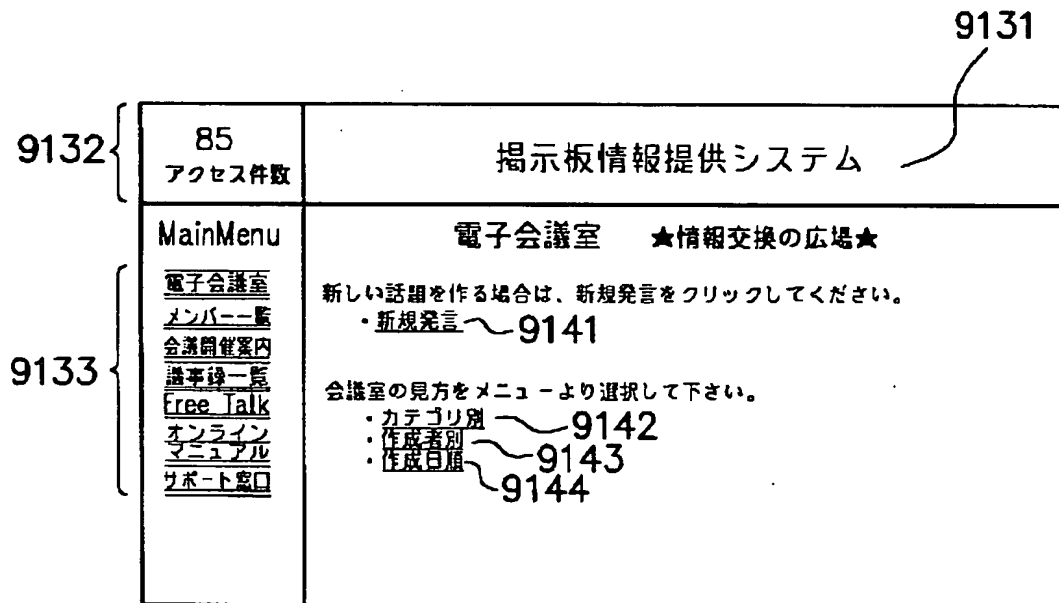 9131
9132
85
アクセス件数
掲示板情報提供システム
MainMenu
電子会議室 ★情報交換の広場★
9133
電子会議室
メンバー一覧
会議開催案内
議事録一覧
Free Talk
オンライン
マニュアル
サポート窓口
新しい話題を作る場合は、新規発言をクリックしてください。
・新規発言 9141
会議室の見方をメニューより選択して下さい。
・カテゴリ別 9142
・作成者別 9143
・作成日順 9144